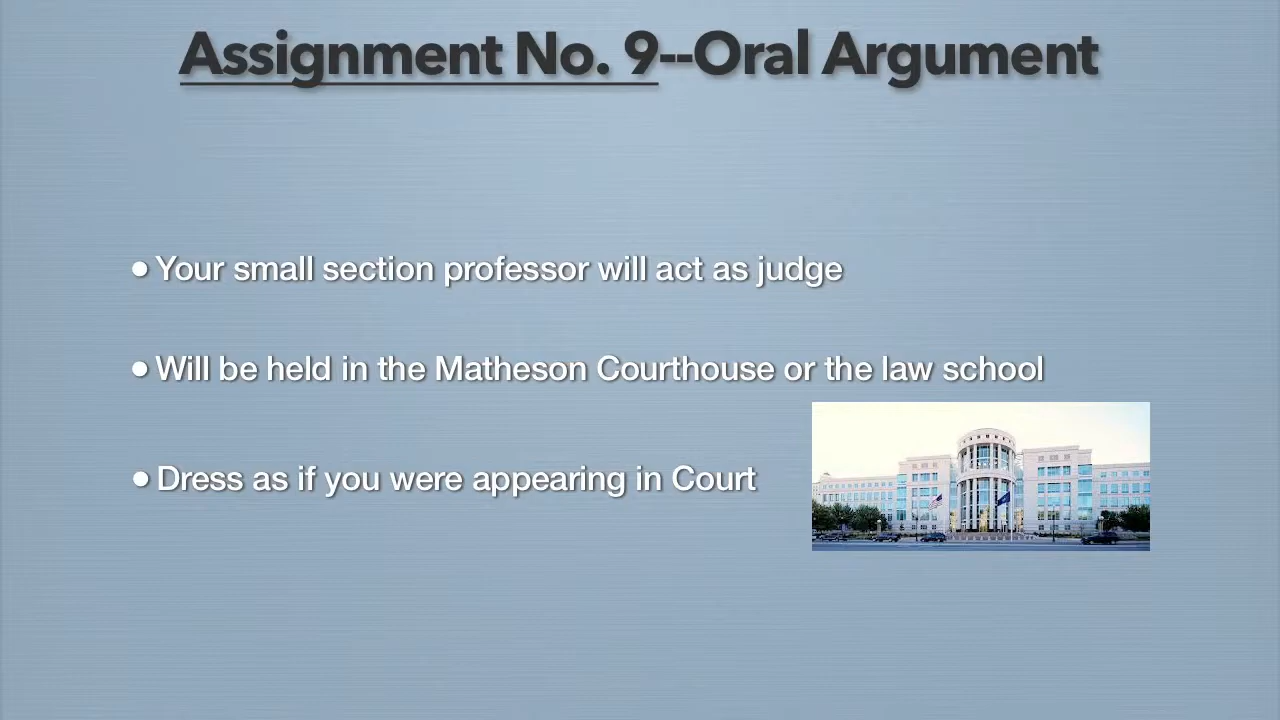 Assignment No. 9--Oral Argument
• Your small section professor will act as judge
• Will be held in the Matheson Courthouse or the law school
• Dress as if you were appearing in Court